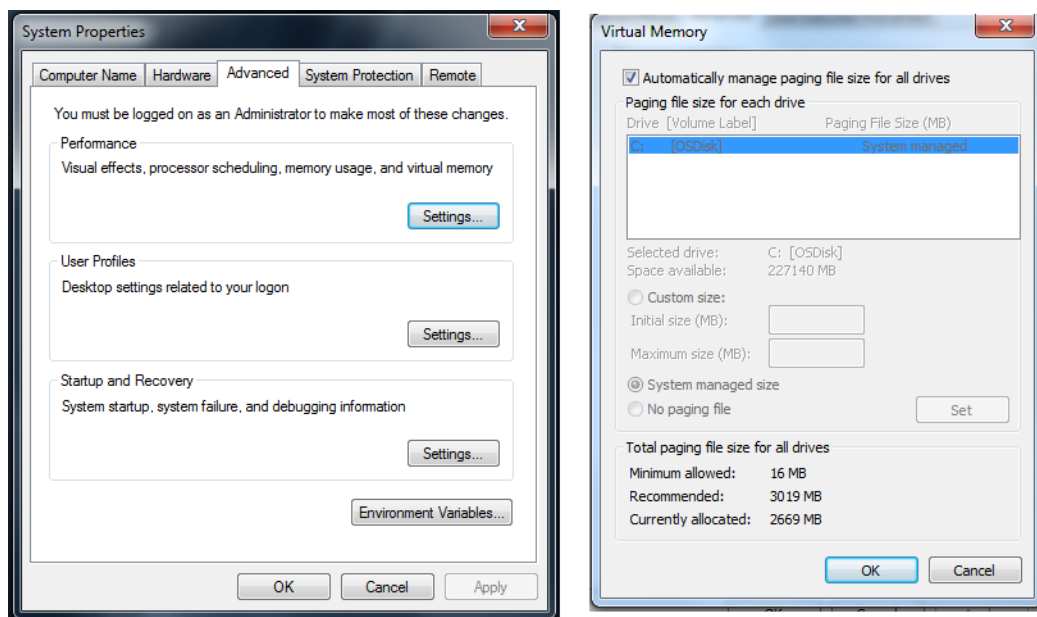 System Properties
Computer Name Hardware Advanced System Protection Remote
You must be logged on as an Administrator to make most of these changes.
Performance
Visual effects, processor scheduling, memory usage, and virtual memory
Settings...
User Profiles
Desktop settings related to your logon
Settings...
Startup and Recovery
System startup, system failure, and debugging information
Settings...
Environment Variables...
OK Cancel Apply
Virtual Memory
Automatically manage paging file size for all drives
Paging file size for each drive
Drive [Volume Label] Paging File Size (MB)
C: [OSDisk] System managed
Selected drive: C: [OSDisk]
Space available: 227140 MB
Custom size:
Initial size (MB):
Maximum size (MB):
System managed size
No paging file Set
Total paging file size for all drives
Minimum allowed: 16 MB
Recommended: 3019 MB
Currently allocated: 2669 MB
OK Cancel